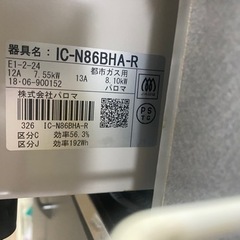 器具名：IC-N86BHA-R
E1-2-24 都市ガス用
12A 7.55kW 13A 8.10kW
18-06-900152 パロマ
株式会社パロマ
326 IC-N86BHA-R
区分C 効率56.3%
区分J 効率192Wh
PS
TG